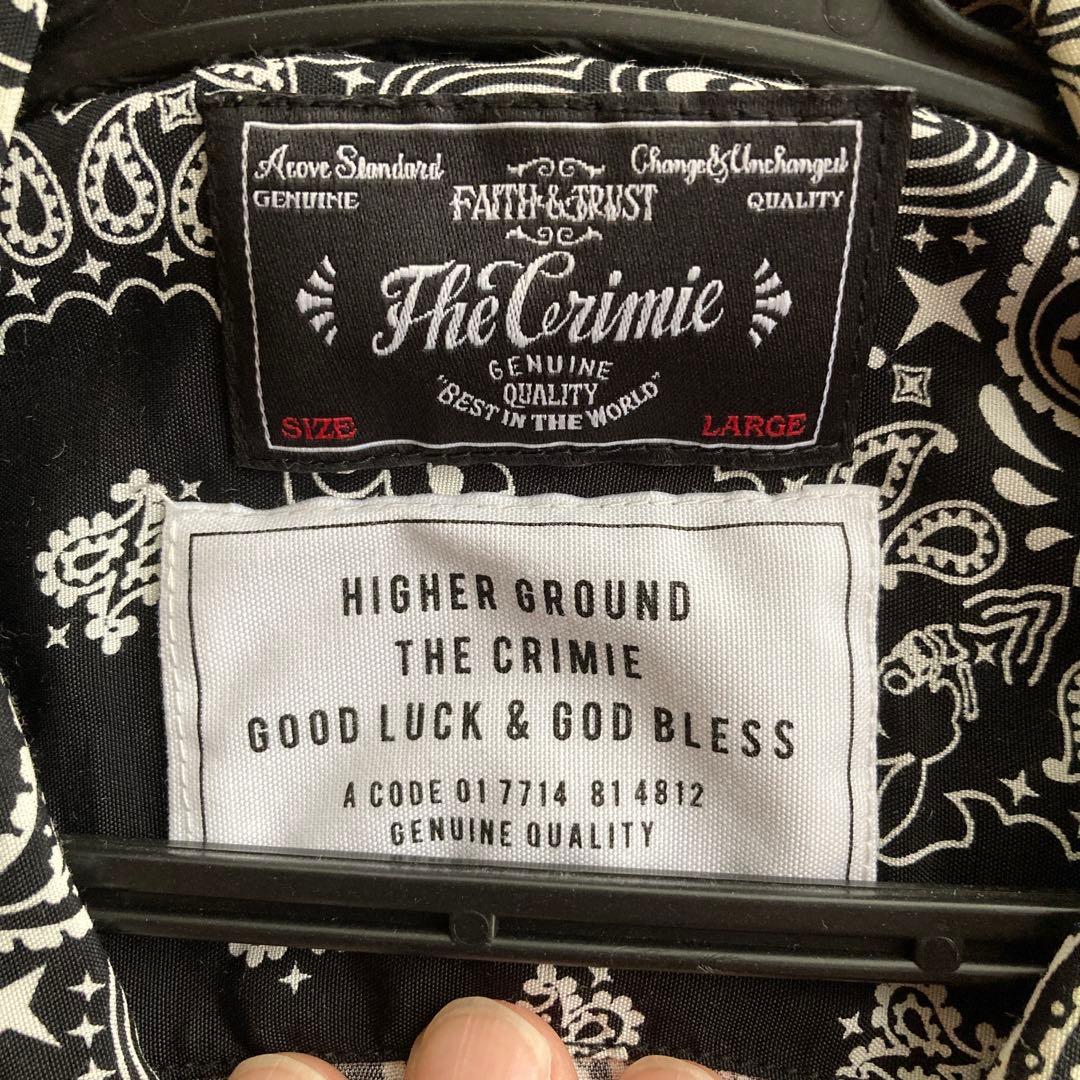 Acove Standard
GENUINE
FAITH & TRUST
Change & Unchanged
QUALITY
The Crimie
GENUINE
QUALITY
"BEST IN THE WORLD"
SIZE
LARGE
HIGHER GROUND
THE CRIMIE
GOOD LUCK & GOD BLESS
A CODE 01 7714 81 4812
GENUINE QUALITY